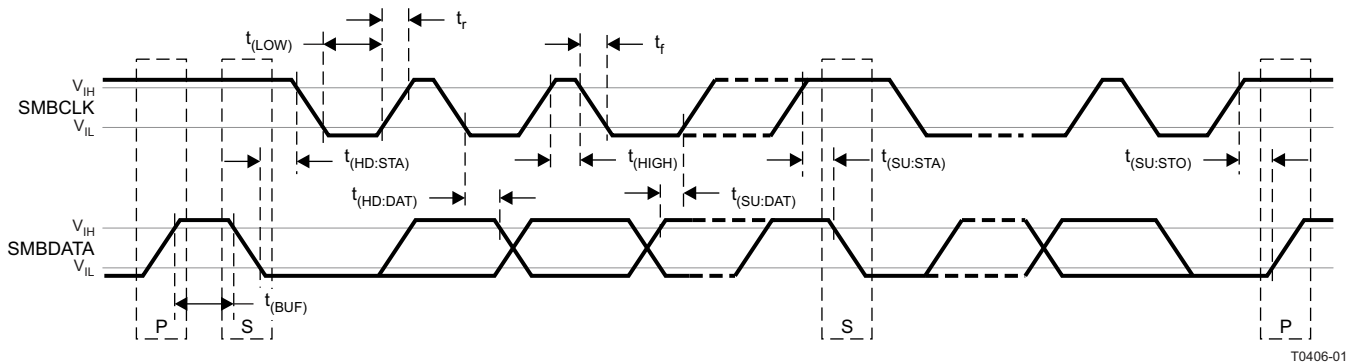 t(LOW)
tr
tf
VIH
SMBCLK
VIL
t(HD:STA)
t(HIGH)
t(SU:STA)
t(SU:STO)
t(HD:DAT)
t(SU:DAT)
VIH
SMBDATA
VIL
t(BUF)
P
S
S
P
T0406-01